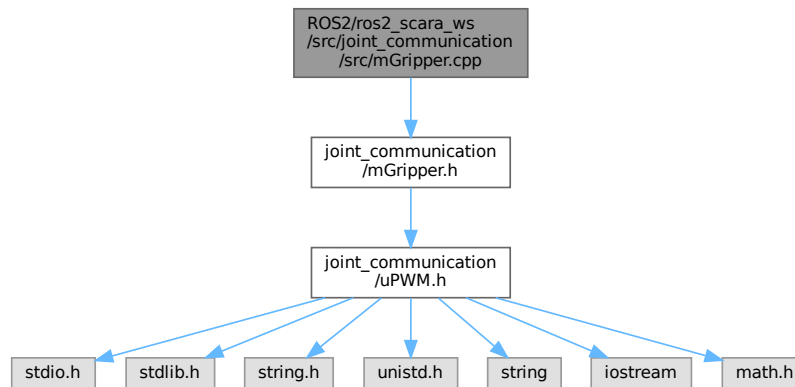 ROS2/ros2_scara_ws
/src/joint_communication
/src/mGripper.cpp
joint_communication
/mGripper.h
joint_communication
/uPWM.h
stdio.h
stdlib.h
string.h
unistd.h
string
iostream
math.h